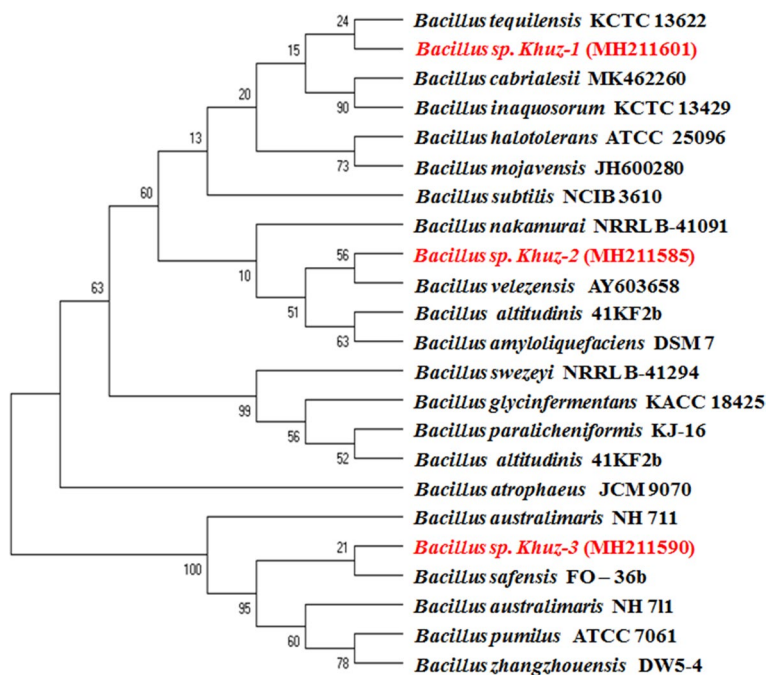 24
Bacillus tequilensis KCTC 13622
15
Bacillus sp. Khuz-1 (MH211601)
Bacillus cabrialesii MK462260
20
90
Bacillus inaquosorum KCTC 13429
13
Bacillus halotolerans ATCC 25096
73
Bacillus mojavensis JH600280
60
Bacillus subtilis NCIB 3610
Bacillus nakamurai NRRL B-41091
56
Bacillus sp. Khuz-2 (MH211585)
10
63
Bacillus velezensis AY603658
51
Bacillus altitudinis 41KF2b
63
Bacillus amyloliquefaciens DSM 7
Bacillus swezeyi NRRL B-41294
99
Bacillus glycinfermentans KACC 18425
56
Bacillus paralicheniformis KJ-16
52
Bacillus altitudinis 41KF2b
Bacillus atrophaeus JCM 9070
Bacillus australimaris NH 711
21
Bacillus sp. Khuz-3 (MH211590)
100
Bacillus safensis FO – 36b
95
Bacillus australimaris NH 7l1
60
Bacillus pumilus ATCC 7061
78
Bacillus zhangzhouensis DW5-4